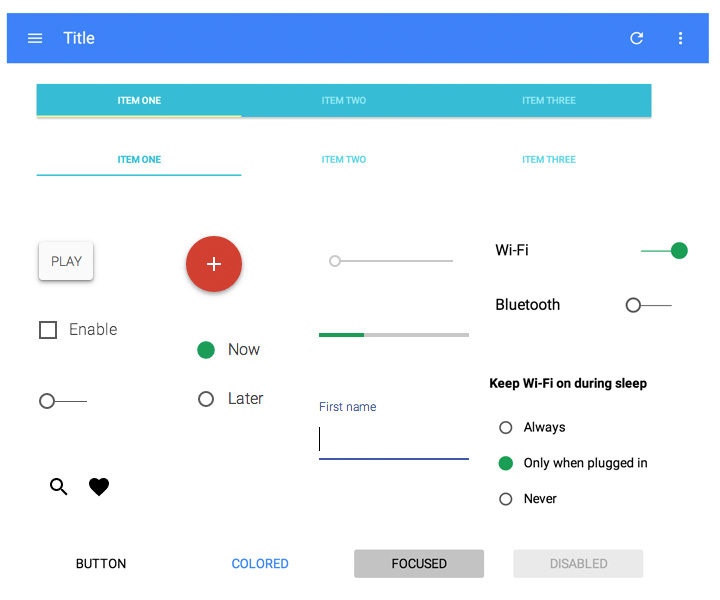 Title
ITEM ONE ITEM TWO ITEM THREE
ITEM ONE ITEM TWO ITEM THREE
PLAY
Wi-Fi
Bluetooth
Enable
Now
Later
First name
Keep Wi-Fi on during sleep
Always
Only when plugged in
Never
BUTTON COLORED FOCUSED DISABLED